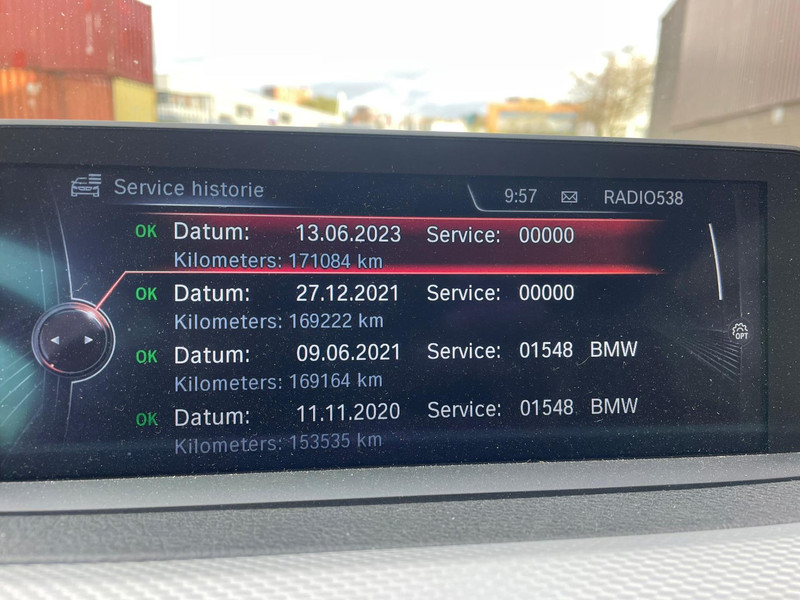 Service historie
9:57 RADIO538
OK Datum: 13.06.2023 Service: 00000
Kilometers: 171084 km
OK Datum: 27.12.2021 Service: 00000
Kilometers: 169222 km
OK Datum: 09.06.2021 Service: 01548 BMW
Kilometers: 169164 km
OK Datum: 11.11.2020 Service: 01548 BMW
Kilometers: 153535 km
OPT